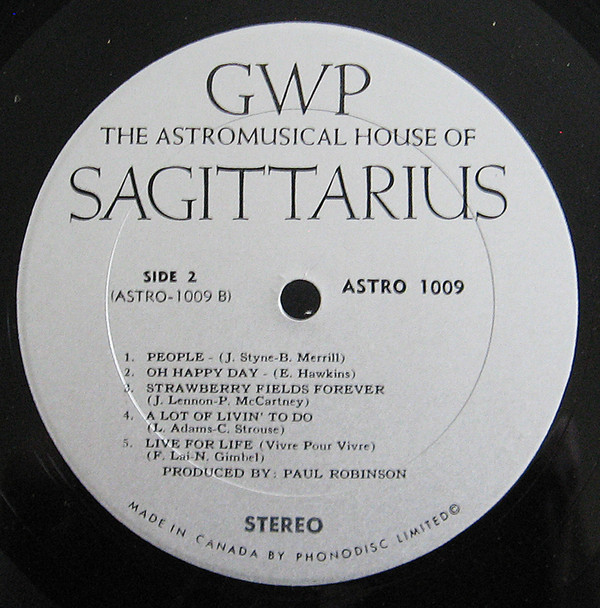 GWP
THE ASTROMUSICAL HOUSE OF
SAGITTARIUS
SIDE 2
(ASTRO-1009 B)
ASTRO 1009
1. PEOPLE - (J. Styne-B. Merrill)
2. OH HAPPY DAY - (E. Hawkins)
3. STRAWBERRY FIELDS FOREVER
(J. Lennon-P. McCartney)
4. A LOT OF LIVIN' TO DO
(L. Adams-C. Strouse)
5. LIVE FOR LIFE (Vivre Pour Vivre)
(F. Lai-N. Gimbel)
PRODUCED BY: PAUL ROBINSON
STEREO
MADE IN CANADA BY PHONODISC LIMITED©